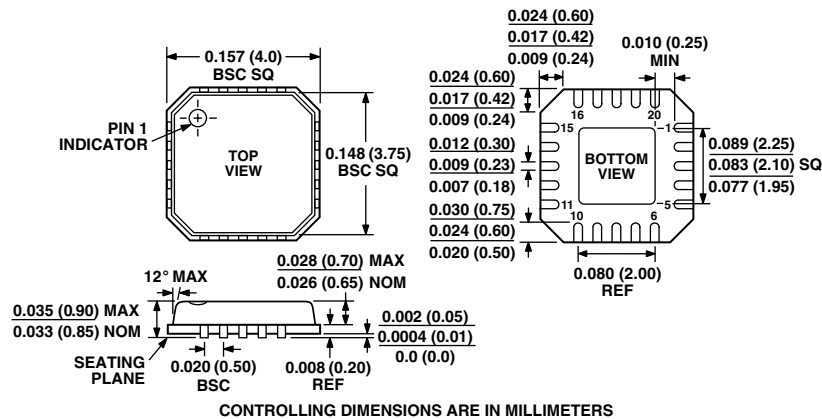 0.157 (4.0)
BSC SQ
PIN 1
INDICATOR
TOP
VIEW
0.148 (3.75)
BSC SQ
0.024 (0.60)
0.017 (0.42)
0.009 (0.24)
0.010 (0.25)
MIN
0.024 (0.60)
0.017 (0.42)
0.009 (0.24)
0.012 (0.30)
0.009 (0.23)
0.007 (0.18)
0.030 (0.75)
0.024 (0.60)
0.020 (0.50)
16
20
15
1
BOTTOM
VIEW
11
5
10
6
0.089 (2.25)
0.083 (2.10) SQ
0.077 (1.95)
0.080 (2.00)
REF
12° MAX
0.028 (0.70) MAX
0.026 (0.65) NOM
0.035 (0.90) MAX
0.033 (0.85) NOM
SEATING
PLANE
0.020 (0.50)
BSC
0.008 (0.20)
REF
0.002 (0.05)
0.0004 (0.01)
0.0 (0.0)
CONTROLLING DIMENSIONS ARE IN MILLIMETERS